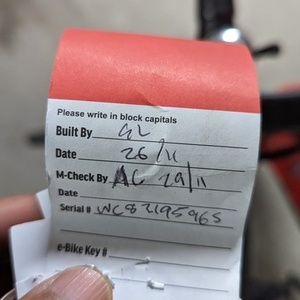 Please write in block capitals
Built By GL
Date 26/11
M-Check By AC 29/11
Date
Serial # WC82195965
e-Bike Key #